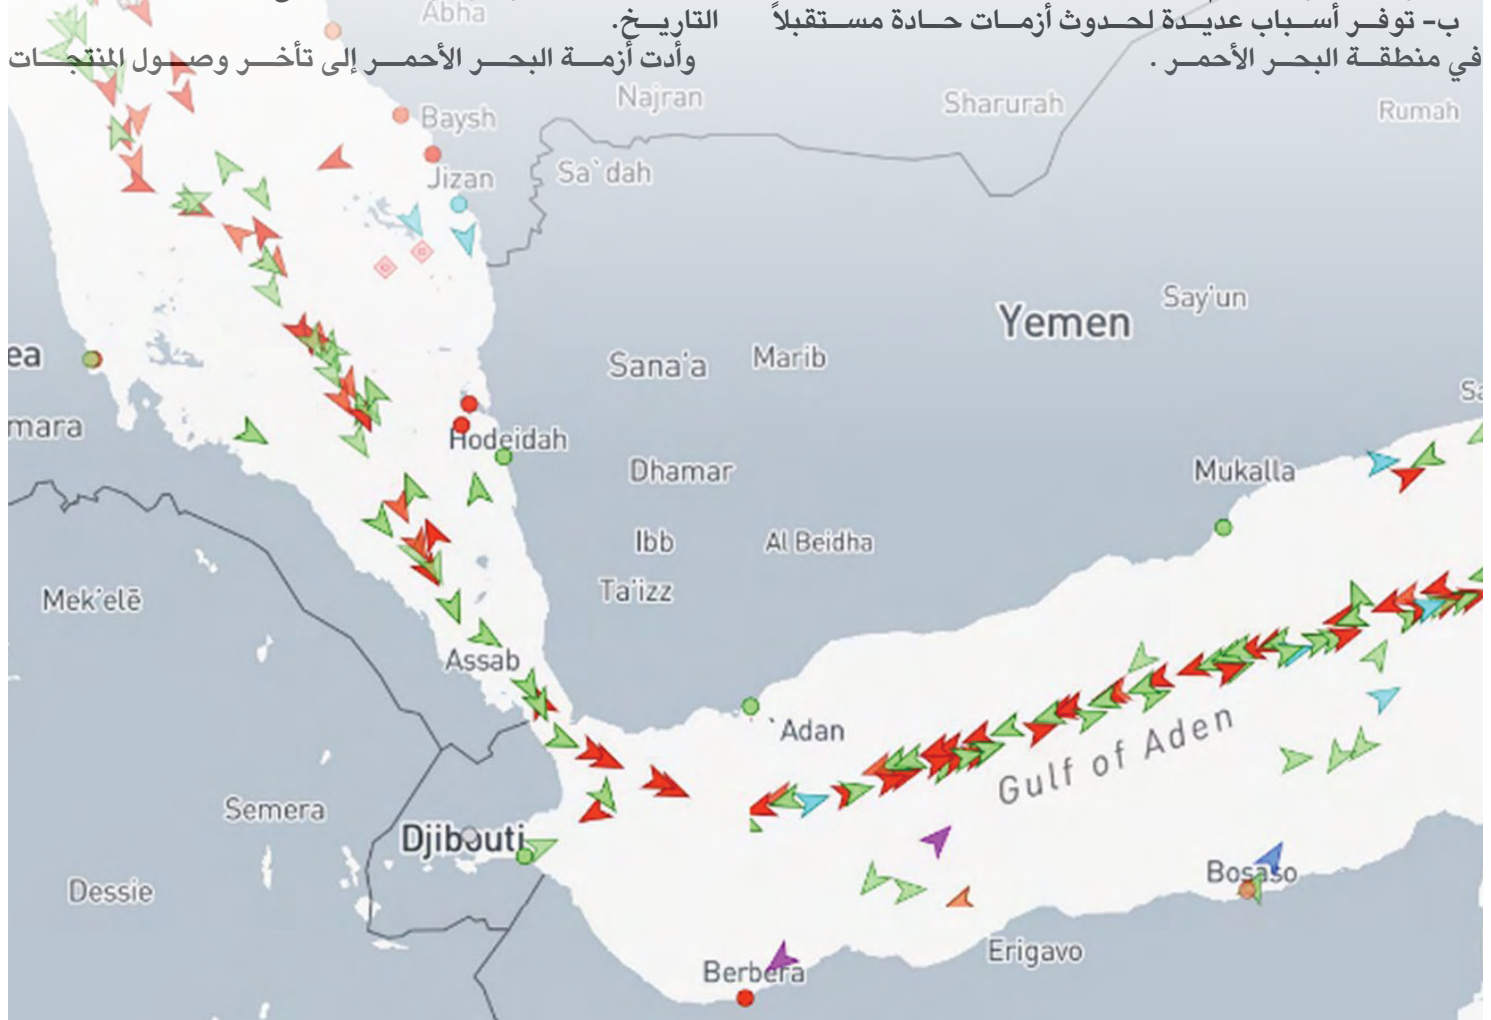 ب- توفر أسباب عديدة لحدوث أزمات حادة مستقبلاً
في منطقة البحر الأحمر .
التاريخ.
وأدت أزمة البحر الأحمر إلى تأخر وصول المنتجات
Abha
Najran
Sharurah
Rumah
Baysh
Sa`dah
Jizan
Say'un
Yemen
ea
Sana'a
Marib
Sa
mara
Hodeidah
Dhamar
Mukalla
Ibb
Al Beidha
Ta'izz
Mek'elē
Assab
`Adan
Gulf of Aden
Semera
Djibouti
Dessie
Bosaso
Erigavo
Berbera